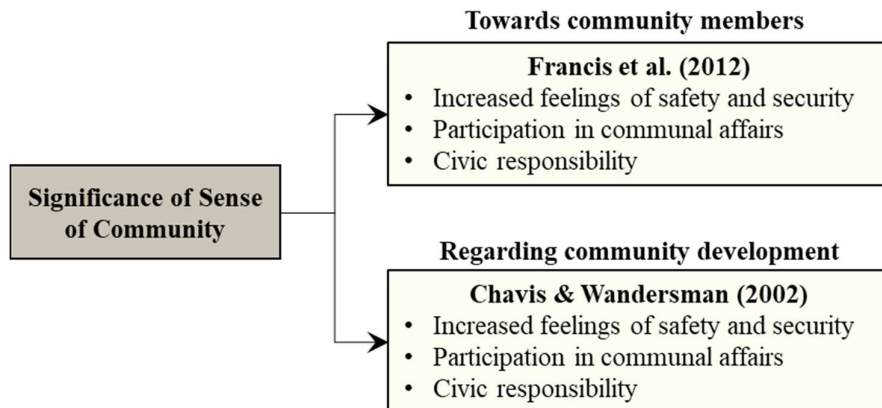 Towards community members
Francis et al. (2012)
• Increased feelings of safety and security
• Participation in communal affairs
• Civic responsibility
Significance of Sense
of Community
Regarding community development
Chavis & Wandersman (2002)
• Increased feelings of safety and security
• Participation in communal affairs
• Civic responsibility